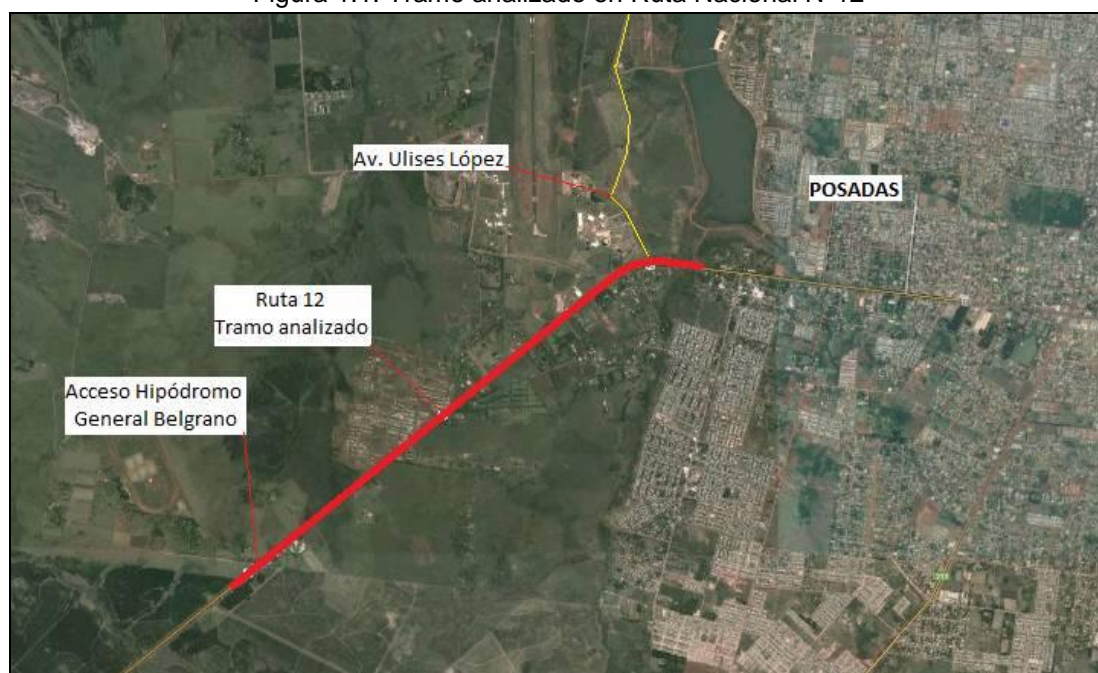 Av. Ulises López
POSADAS
Ruta 12
Tramo analizado
Acceso Hipódromo
General Belgrano